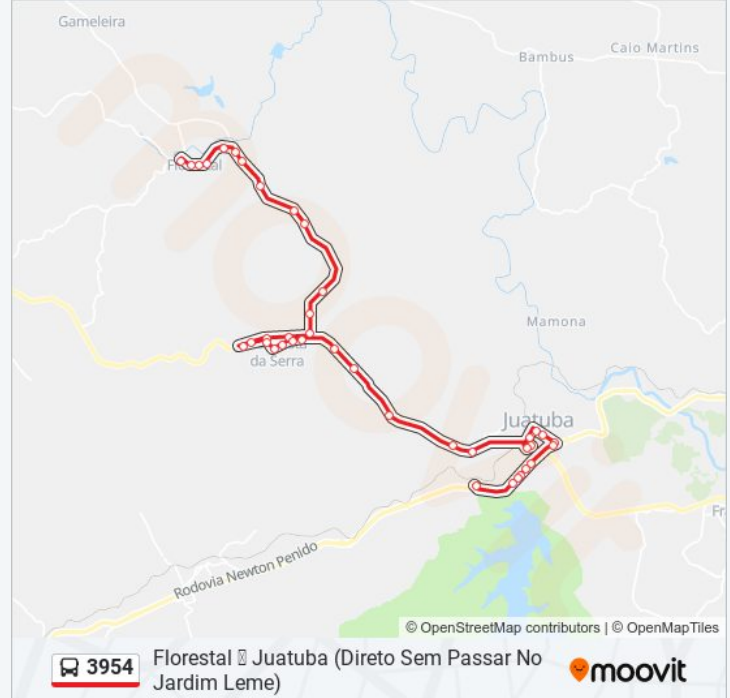 Gameleira
Bambus
Caio Martins
Florestal
Mamona
da Serra
Juatuba
Fr
Rodovia Newton Penido
© OpenStreetMap contributors | © OpenMapTiles
3954
Florestal ▯ Juatuba (Direto Sem Passar No
Jardim Leme)
moovit